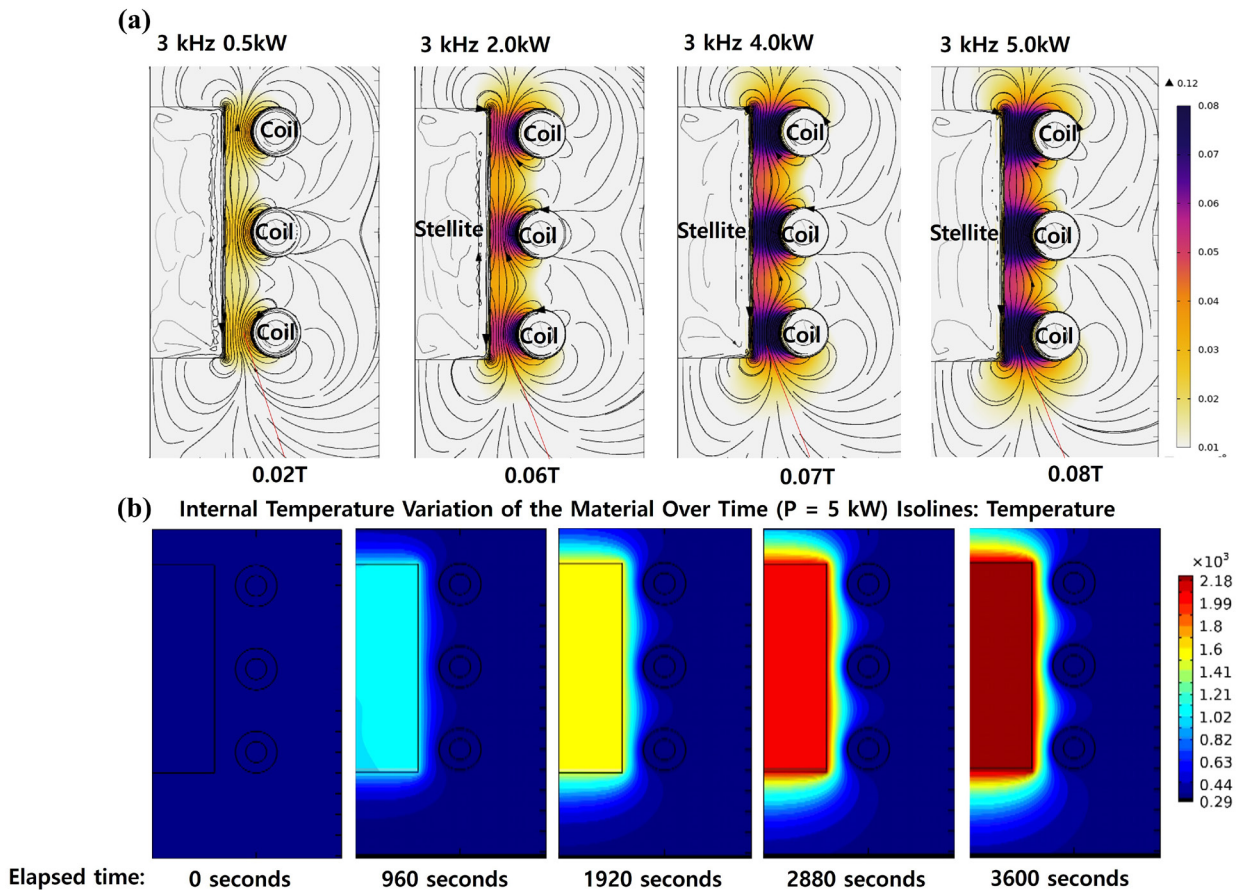 (a)
3 kHz 0.5kW
3 kHz 2.0kW
3 kHz 4.0kW
3 kHz 5.0kW
▲ 0.12
0.08
0.07
0.06
0.05
0.04
0.03
0.02
0.01
Coil
Coil
Coil
Stellite
Coil
Coil
Coil
Stellite
Coil
Coil
Coil
Stellite
Coil
Coil
Coil
0.02T
0.06T
0.07T
0.08T
(b)
Internal Temperature Variation of the Material Over Time (P = 5 kW) Isolines: Temperature
×10³
2.18
1.99
1.8
1.6
1.41
1.21
1.02
0.82
0.63
0.44
0.29
Elapsed time:
0 seconds
960 seconds
1920 seconds
2880 seconds
3600 seconds